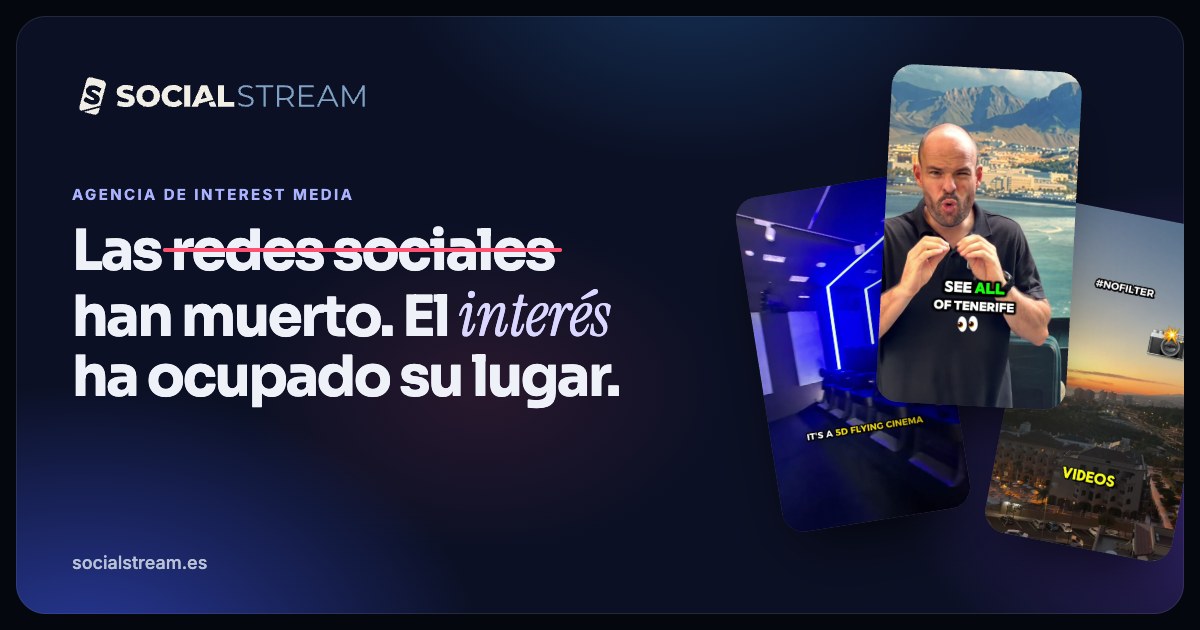 SOCIALSTREAM
AGENCIA DE INTEREST MEDIA
Las redes sociales
han muerto. El interés
ha ocupado su lugar.
socialstream.es
SEE ALL
OF TENERIFE
IT'S A 5D FLYING CINEMA
#NOFILTER
VIDEOS